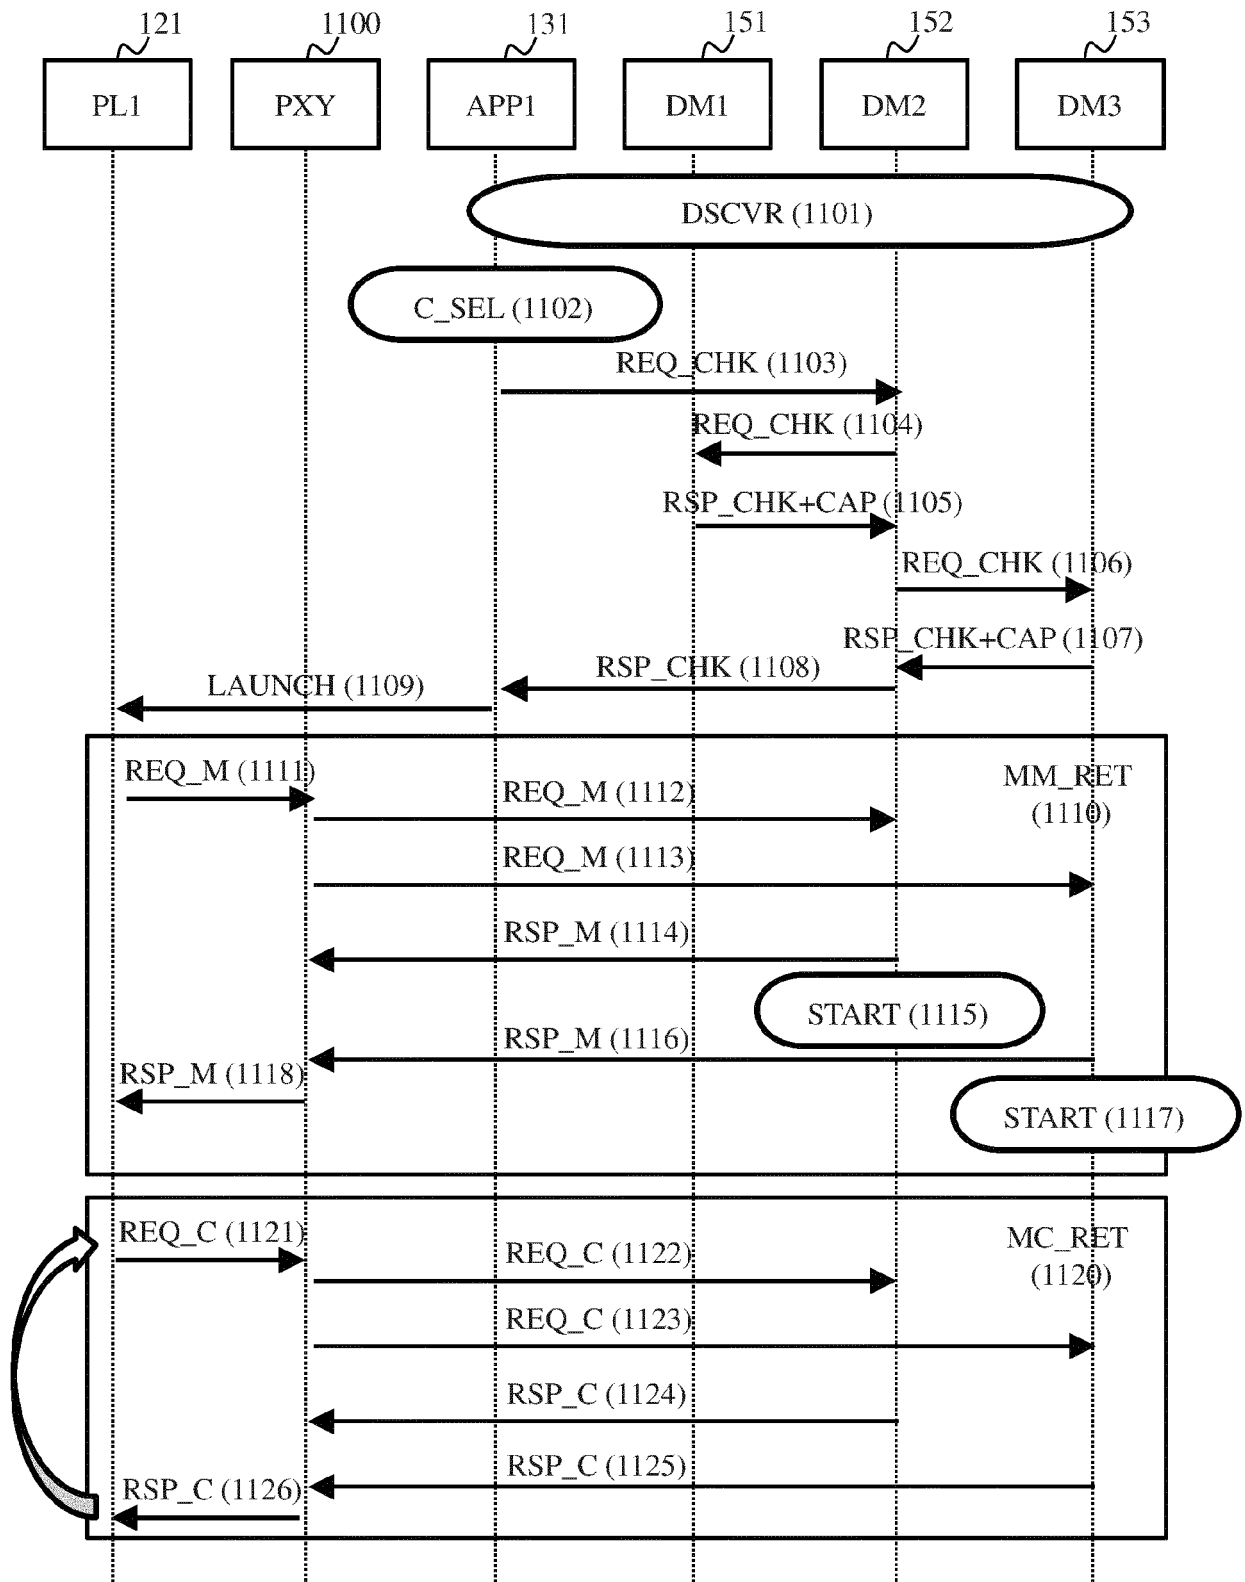 121 1100 131 151 152 153
PL1 PXY APP1 DM1 DM2 DM3
DSCVR (1101)
C_SEL (1102)
REQ_CHK (1103)
REQ_CHK (1104)
RSP_CHK+CAP (1105)
REQ_CHK (1106)
RSP_CHK+CAP (1107)
RSP_CHK (1108)
LAUNCH (1109)
MM_RET
(1110)
REQ_M (1111)
REQ_M (1112)
REQ_M (1113)
RSP_M (1114)
START (1115)
RSP_M (1116)
RSP_M (1118)
START (1117)
MC_RET
(1120)
REQ_C (1121)
REQ_C (1122)
REQ_C (1123)
RSP_C (1124)
RSP_C (1125)
RSP_C (1126)